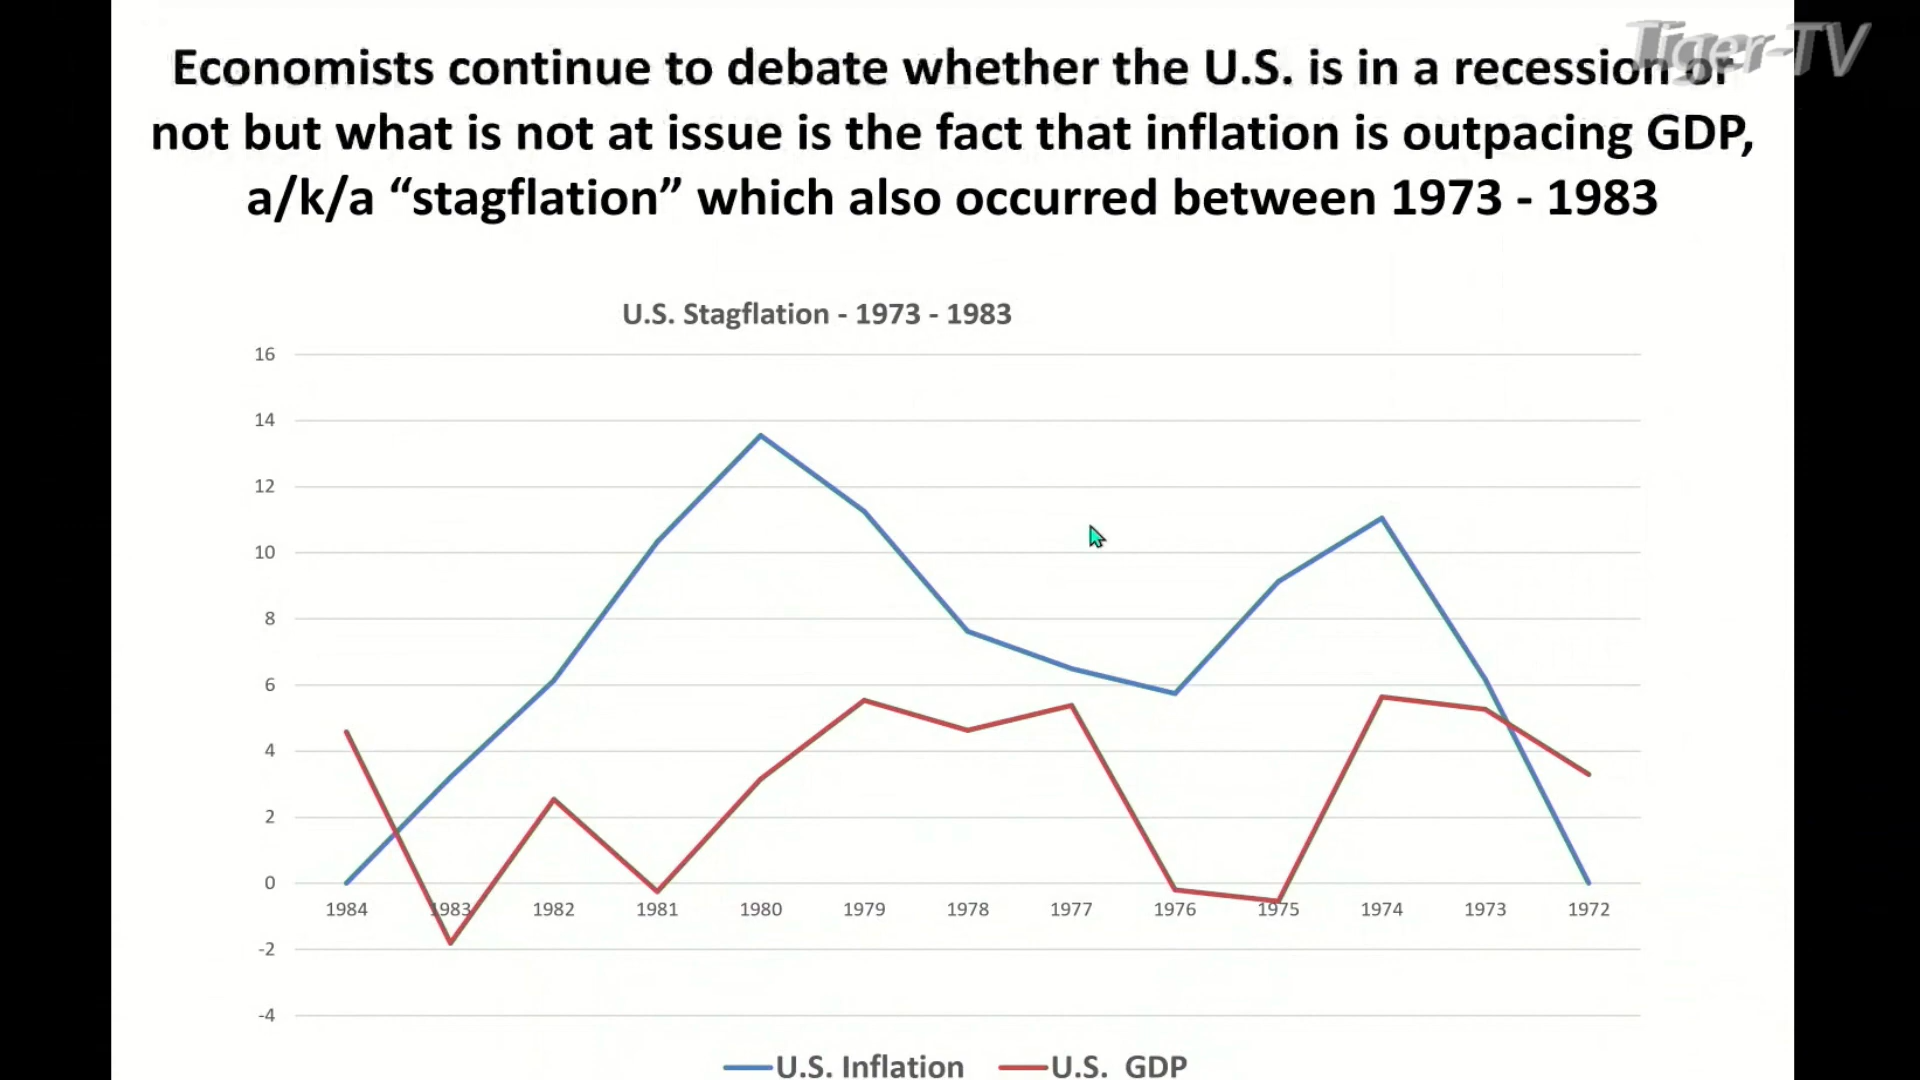 Tiger-TV
Economists continue to debate whether the U.S. is in a recession or
not but what is not at issue is the fact that inflation is outpacing GDP,
a/k/a “stagflation” which also occurred between 1973 - 1983
U.S. Stagflation - 1973 - 1983
16
14
12
10
8
6
4
2
0
-2
-4
1984 1983 1982 1981 1980 1979 1978 1977 1976 1975 1974 1973 1972
U.S. Inflation U.S. GDP